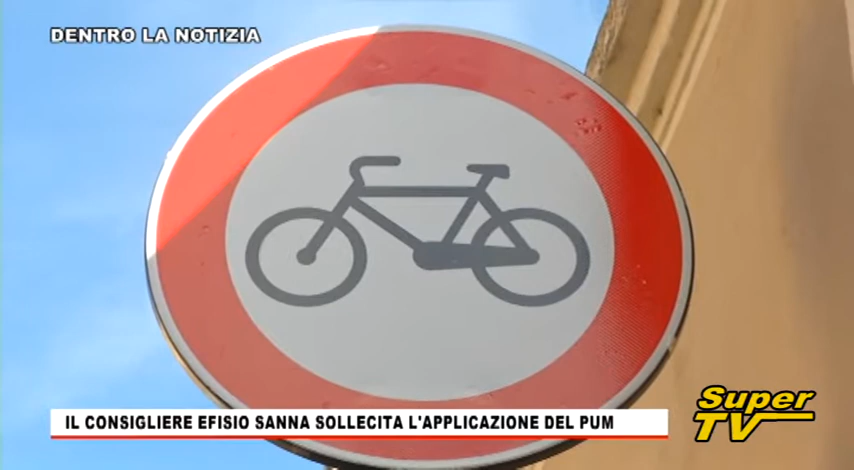 DENTRO LA NOTIZIA
IL CONSIGLIERE EFISIO SANNA SOLLECITA L'APPLICAZIONE DEL PUM
Super
TV